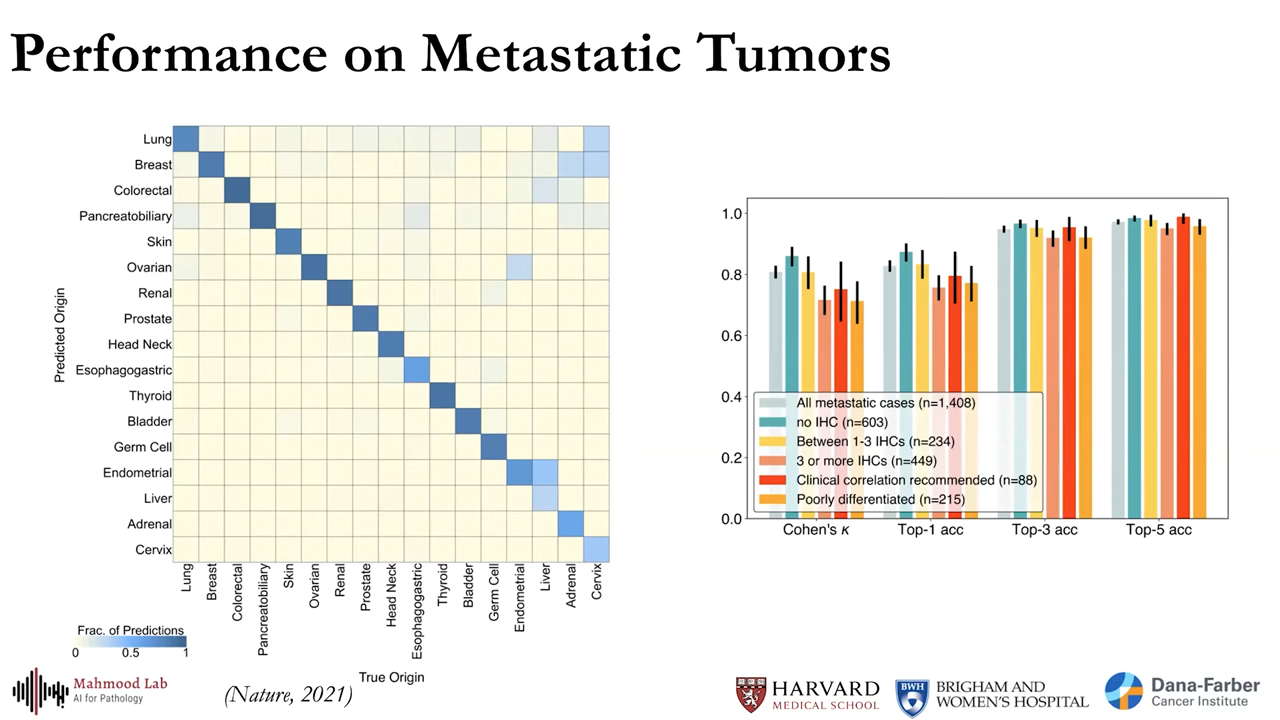 Performance on Metastatic Tumors
Predicted Origin
Lung
Breast
Colorectal
Pancreatobiliary
Skin
Ovarian
Renal
Prostate
Head Neck
Esophagogastric
Thyroid
Bladder
Germ Cell
Endometrial
Liver
Adrenal
Cervix
Lung
Breast
Colorectal
Pancreatobiliary
Skin
Ovarian
Renal
Prostate
Head Neck
Esophagogastric
Thyroid
Bladder
Germ Cell
Endometrial
Liver
Adrenal
Cervix
True Origin
Frac. of Predictions
0 0.5 1
1.0
0.8
0.6
0.4
0.2
0.0
All metastatic cases (n=1,408)
no IHC (n=603)
Between 1-3 IHCs (n=234)
3 or more IHCs (n=449)
Clinical correlation recommended (n=88)
Poorly differentiated (n=215)
Cohen's κ Top-1 acc Top-3 acc Top-5 acc
Mahmood Lab
AI for Pathology
(Nature, 2021)
HARVARD
MEDICAL SCHOOL
BWH
BRIGHAM AND
WOMEN'S HOSPITAL
Dana-Farber
Cancer Institute